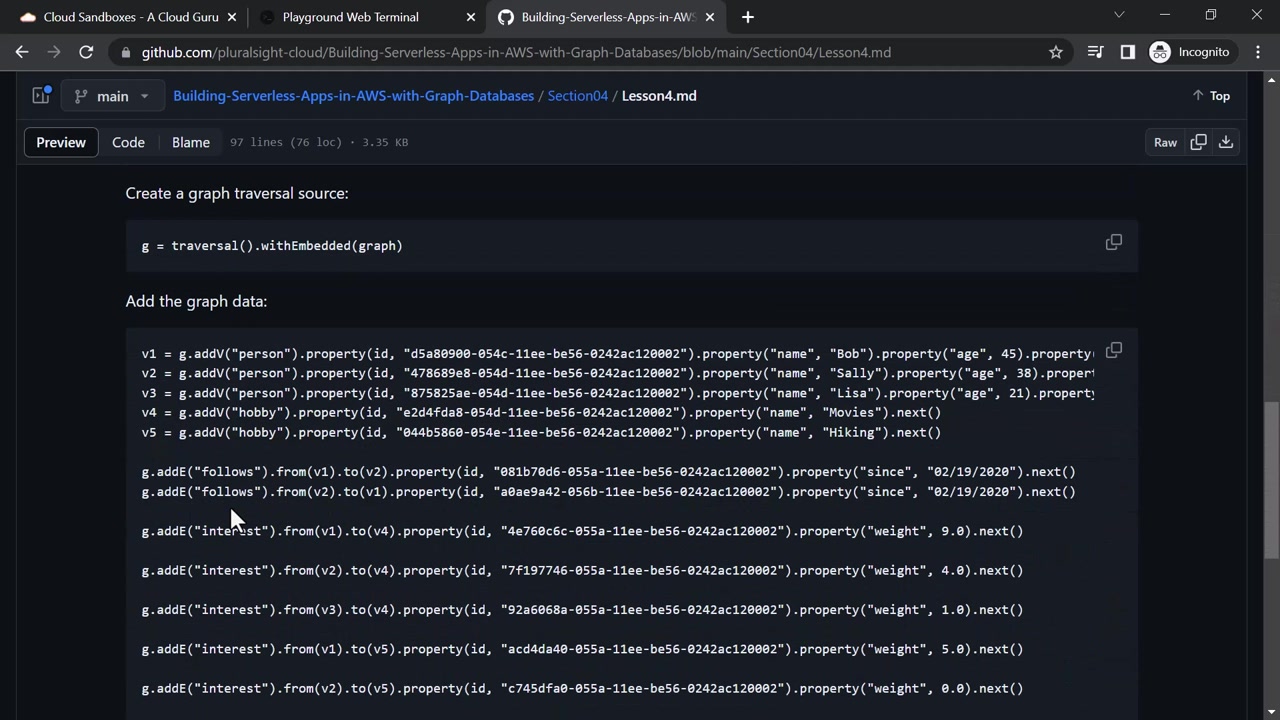 Cloud Sandboxes - A Cloud Guru
Playground Web Terminal
Building-Serverless-Apps-in-AWS
github.com/pluralsight-cloud/Building-Serverless-Apps-in-AWS-with-Graph-Databases/blob/main/Section04/Lesson4.md
Incognito
main
Building-Serverless-Apps-in-AWS-with-Graph-Databases / Section04 / Lesson4.md
Top
Preview Code Blame 97 lines (76 loc) · 3.35 KB
Raw
Create a graph traversal source:
g = traversal().withEmbedded(graph)
Add the graph data:
v1 = g.addV("person").property(id, "d5a80900-054c-11ee-be56-0242ac120002").property("name", "Bob").property("age", 45).property(
v2 = g.addV("person").property(id, "478689e8-054d-11ee-be56-0242ac120002").property("name", "Sally").property("age", 38).propert
v3 = g.addV("person").property(id, "875825ae-054d-11ee-be56-0242ac120002").property("name", "Lisa").property("age", 21).property
v4 = g.addV("hobby").property(id, "e2d4fda8-054d-11ee-be56-0242ac120002").property("name", "Movies").next()
v5 = g.addV("hobby").property(id, "044b5860-054e-11ee-be56-0242ac120002").property("name", "Hiking").next()
g.addE("follows").from(v1).to(v2).property(id, "081b70d6-055a-11ee-be56-0242ac120002").property("since", "02/19/2020").next()
g.addE("follows").from(v2).to(v1).property(id, "a0ae9a42-056b-11ee-be56-0242ac120002").property("since", "02/19/2020").next()
g.addE("interest").from(v1).to(v4).property(id, "4e760c6c-055a-11ee-be56-0242ac120002").property("weight", 9.0).next()
g.addE("interest").from(v2).to(v4).property(id, "7f197746-055a-11ee-be56-0242ac120002").property("weight", 4.0).next()
g.addE("interest").from(v3).to(v4).property(id, "92a6068a-055a-11ee-be56-0242ac120002").property("weight", 1.0).next()
g.addE("interest").from(v1).to(v5).property(id, "acd4da40-055a-11ee-be56-0242ac120002").property("weight", 5.0).next()
g.addE("interest").from(v2).to(v5).property(id, "c745dfa0-055a-11ee-be56-0242ac120002").property("weight", 0.0).next()